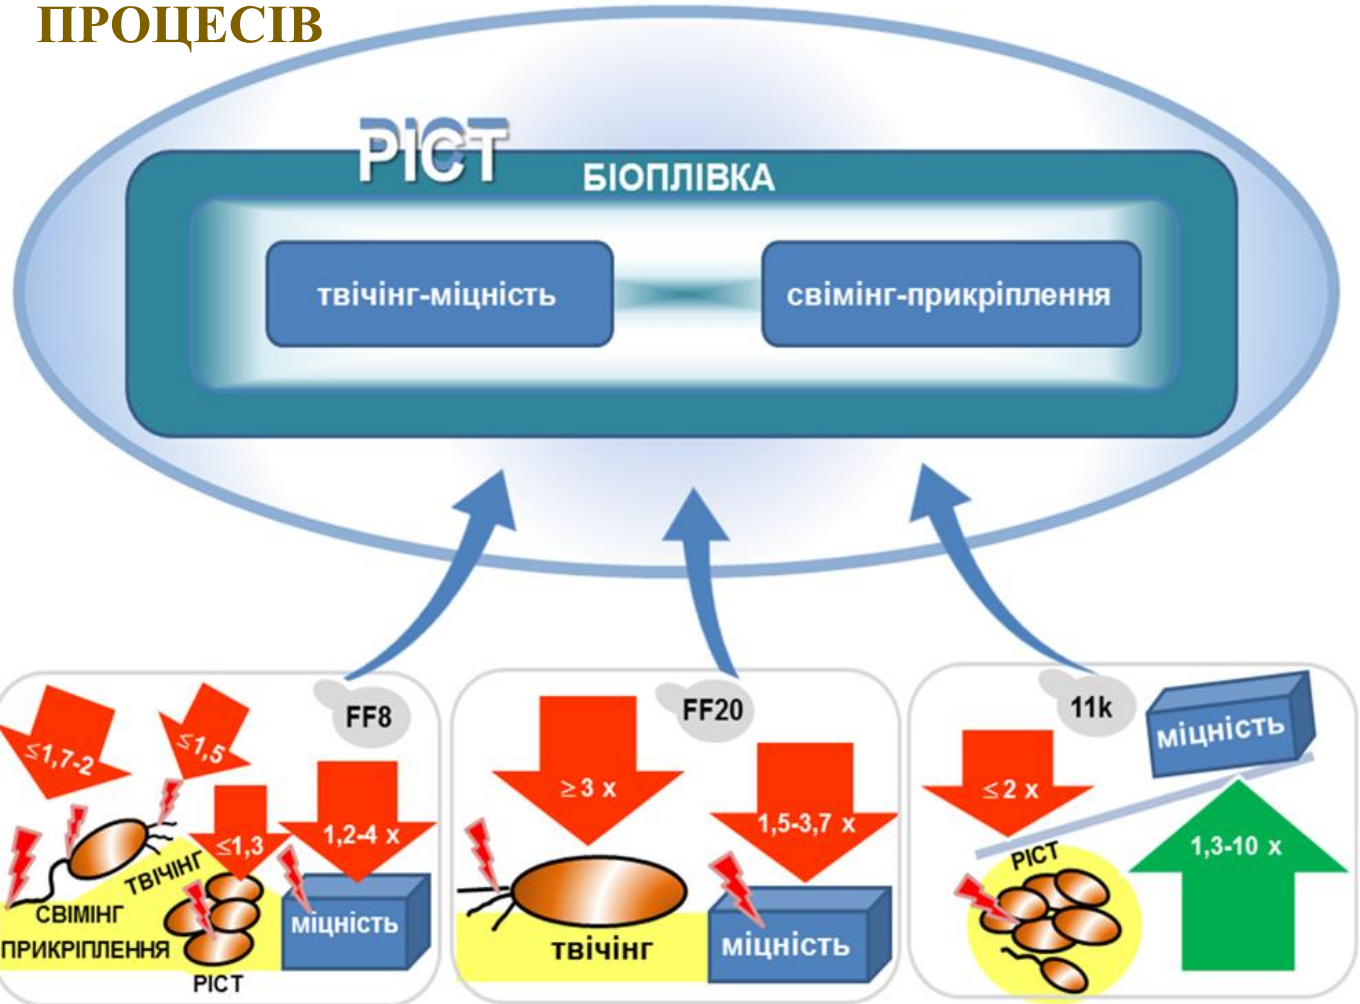 ПРОЦЕСІВ
РІСТ
БІОПЛІВКА
твічінг-міцність
свімінг-прикріплення
FF8
≤1,7-2
≤1,5
≤1,3
1,2-4 х
ТВІЧІНГ
СВІМІНГ
ПРИКРІПЛЕННЯ
РІСТ
МІЦНІСТЬ
FF20
≥ 3 х
1,5-3,7 х
ТВІЧІНГ
МІЦНІСТЬ
11k
МІЦНІСТЬ
≤ 2 х
РІСТ
1,3-10 х